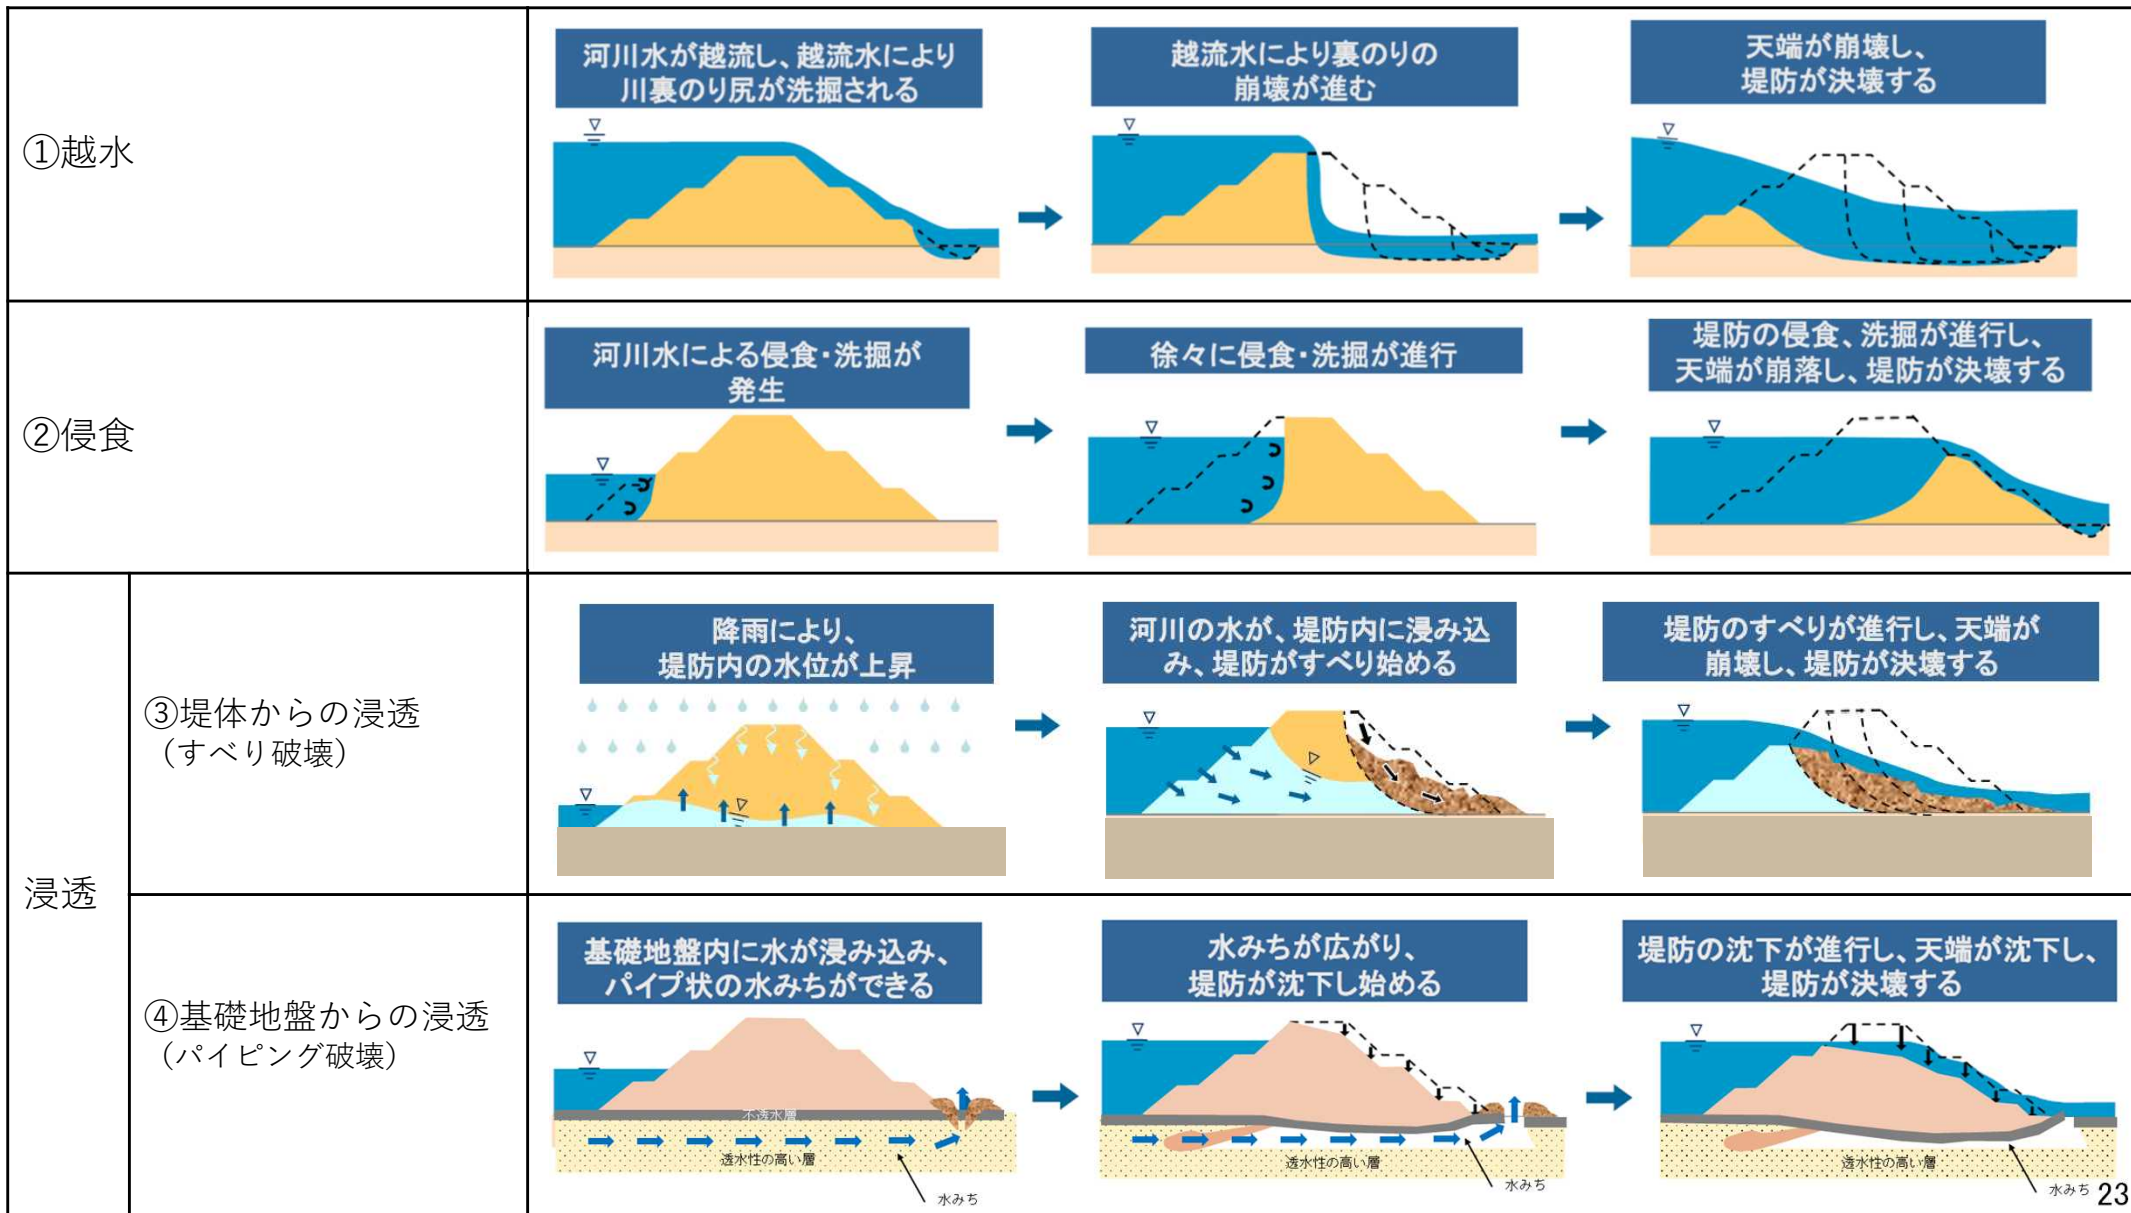 ①越水
河川水が越流し、越流水により
川裏のり尻が洗掘される
越流水により裏のりの
崩壊が進む
天端が崩壊し、
堤防が決壊する
②侵食
河川水による侵食・洗掘が
発生
徐々に侵食・洗掘が進行
堤防の侵食、洗掘が進行し、
天端が崩落し、堤防が決壊する
浸透
③堤体からの浸透
（すべり破壊）
降雨により、
堤防内の水位が上昇
河川の水が、堤防内に浸み込
み、堤防がすべり始める
堤防のすべりが進行し、天端が
崩壊し、堤防が決壊する
④基礎地盤からの浸透
（パイピング破壊）
基礎地盤内に水が浸み込み、
パイプ状の水みちができる
不透水層
透水性の高い層
水みち
水みちが広がり、
堤防が沈下し始める
透水性の高い層
水みち
堤防の沈下が進行し、天端が沈下し、
堤防が決壊する
透水性の高い層
水みち
23